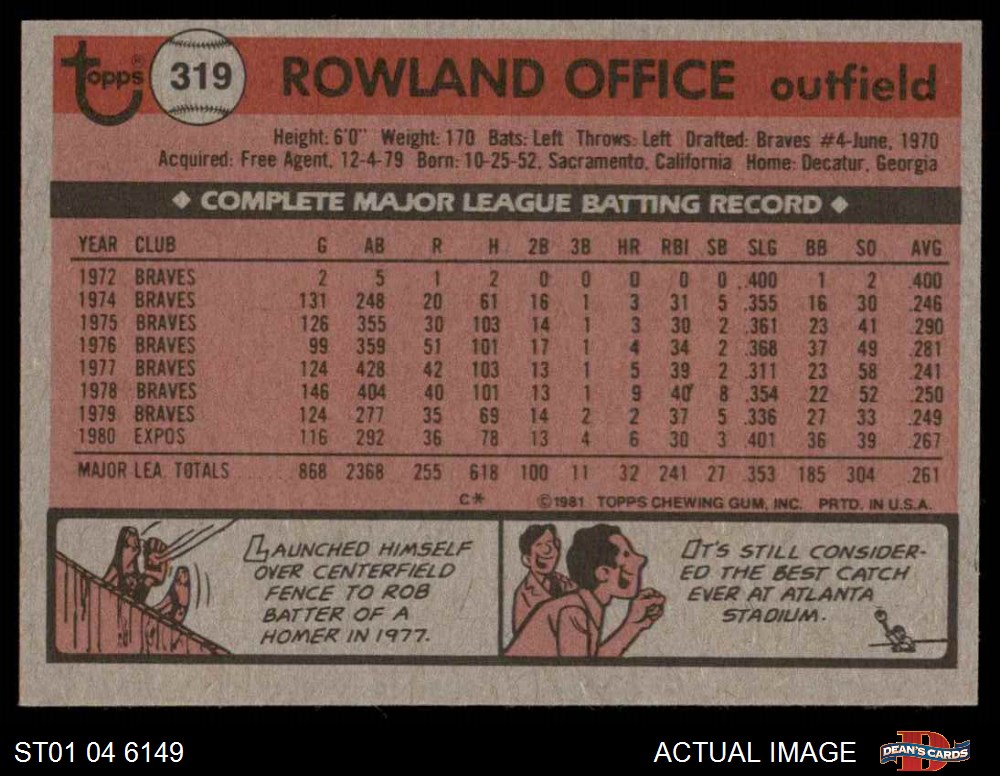 Topps® 319 ROWLAND OFFICE outfield
Height: 6'0" Weight: 170 Bats: Left Throws: Left Drafted: Braves #4-June, 1970
Acquired: Free Agent, 12-4-79 Born: 10-25-52, Sacramento, California Home: Decatur, Georgia
◆ COMPLETE MAJOR LEAGUE BATTING RECORD ◆
YEAR CLUB G AB R H 2B 3B HR RBI SB SLG BB SO AVG
1972 BRAVES 2 5 1 2 0 0 0 0 0 .400 1 2 .400
1974 BRAVES 131 248 20 61 16 1 3 31 5 .355 16 30 .246
1975 BRAVES 126 355 30 103 14 1 3 30 2 .361 23 41 .290
1976 BRAVES 99 359 51 101 17 1 4 34 2 .368 37 49 .281
1977 BRAVES 124 428 42 103 13 1 5 39 2 .311 23 58 .241
1978 BRAVES 146 404 40 101 13 1 9 40 8 .354 22 52 .250
1979 BRAVES 124 277 35 69 14 2 2 37 5 .336 27 33 .249
1980 EXPOS 116 292 36 78 13 4 6 30 3 .401 36 39 .267
MAJOR LEA. TOTALS 868 2368 255 618 100 11 32 241 27 .353 185 304 .261
C* ©1981 TOPPS CHEWING GUM, INC. PRTD. IN U.S.A.
LAUNCHED HIMSELF
OVER CENTERFIELD
FENCE TO ROB
BATTER OF A
HOMER IN 1977.
IT'S STILL CONSIDER-
ED THE BEST CATCH
EVER AT ATLANTA
STADIUM.
ST01 04 6149 ACTUAL IMAGE D DEAN'S CARDS